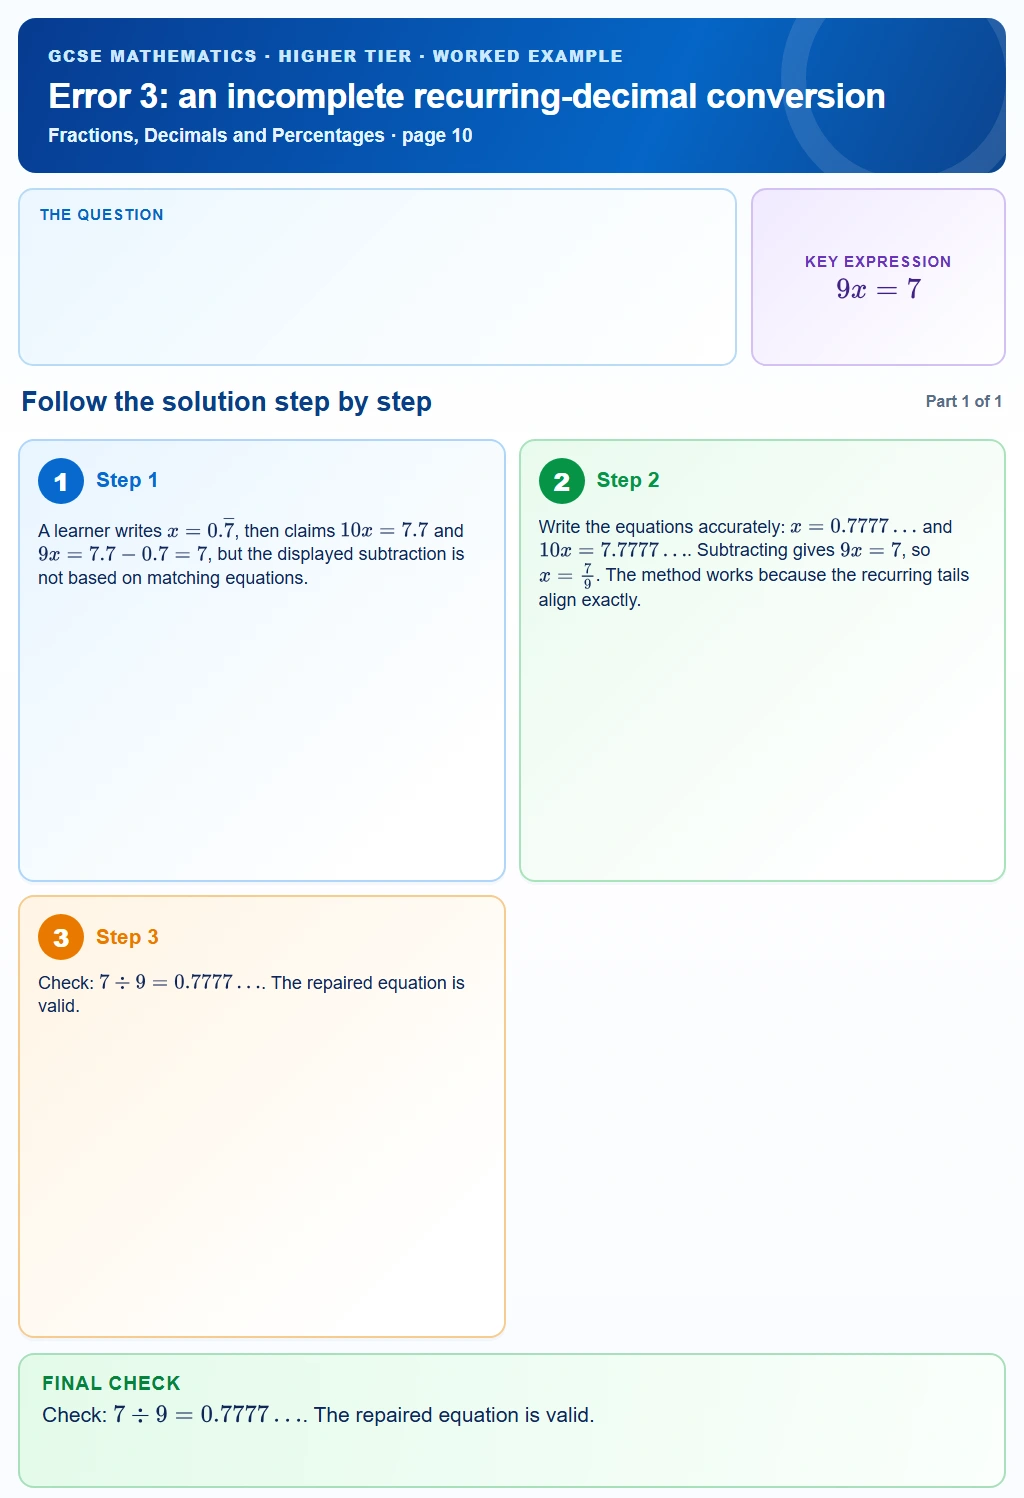 GCSE MATHEMATICS · HIGHER TIER · WORKED EXAMPLE
Error 3: an incomplete recurring-decimal conversion
Fractions, Decimals and Percentages · page 10
THE QUESTION
KEY EXPRESSION
9x = 7
Follow the solution step by step
Part 1 of 1
1 Step 1
A learner writes x = 0.7̅, then claims 10x = 7.7 and
9x = 7.7 − 0.7 = 7, but the displayed subtraction is
not based on matching equations.
2 Step 2
Write the equations accurately: x = 0.7777... and
10x = 7.7777.... Subtracting gives 9x = 7, so
x = 7/9. The method works because the recurring tails
align exactly.
3 Step 3
Check: 7 ÷ 9 = 0.7777.... The repaired equation is
valid.
FINAL CHECK
Check: 7 ÷ 9 = 0.7777.... The repaired equation is valid.